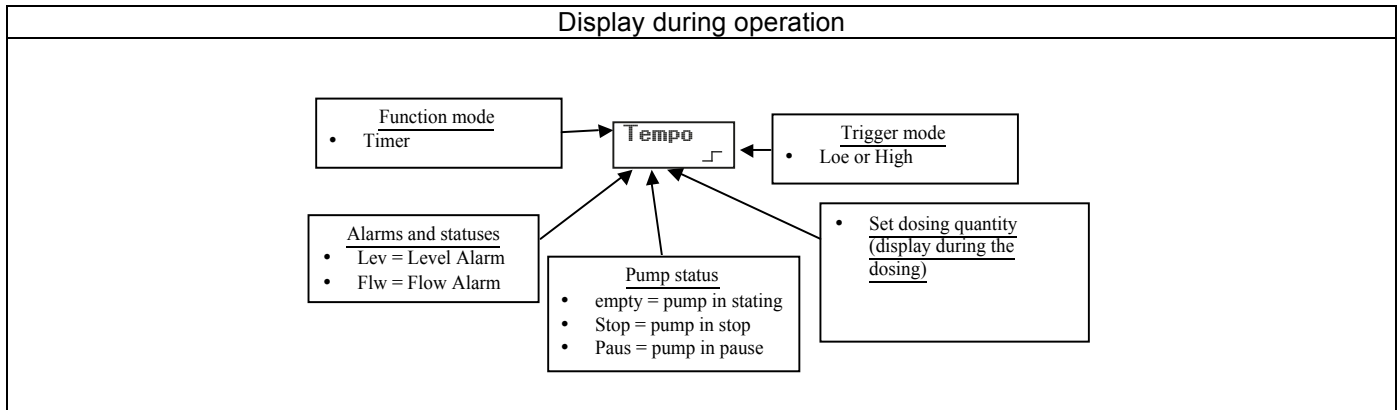 Display during operation
Function mode
• Timer
Tempo
Trigger mode
• Loe or High
Alarms and statuses
• Lev = Level Alarm
• Flw = Flow Alarm
Pump status
• empty = pump in stating
• Stop = pump in stop
• Paus = pump in pause
• Set dosing quantity
(display during the
dosing)